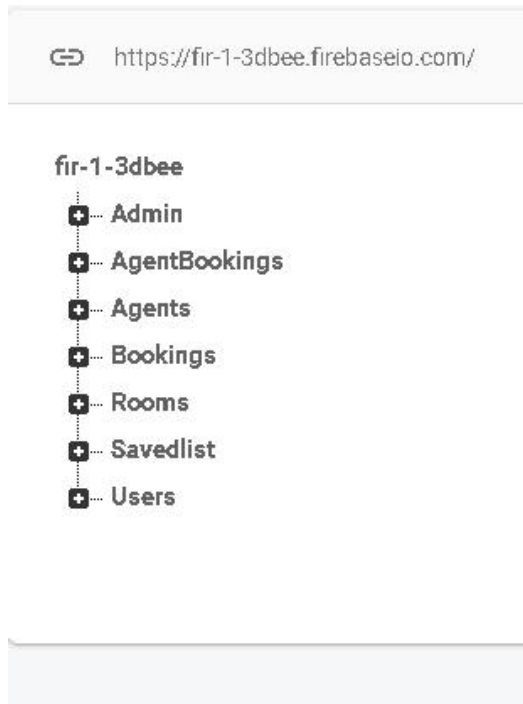 https://fir-1-3dbee.firebaseio.com/
fir-1-3dbee
Admin
AgentBookings
Agents
Bookings
Rooms
Savedlist
Users